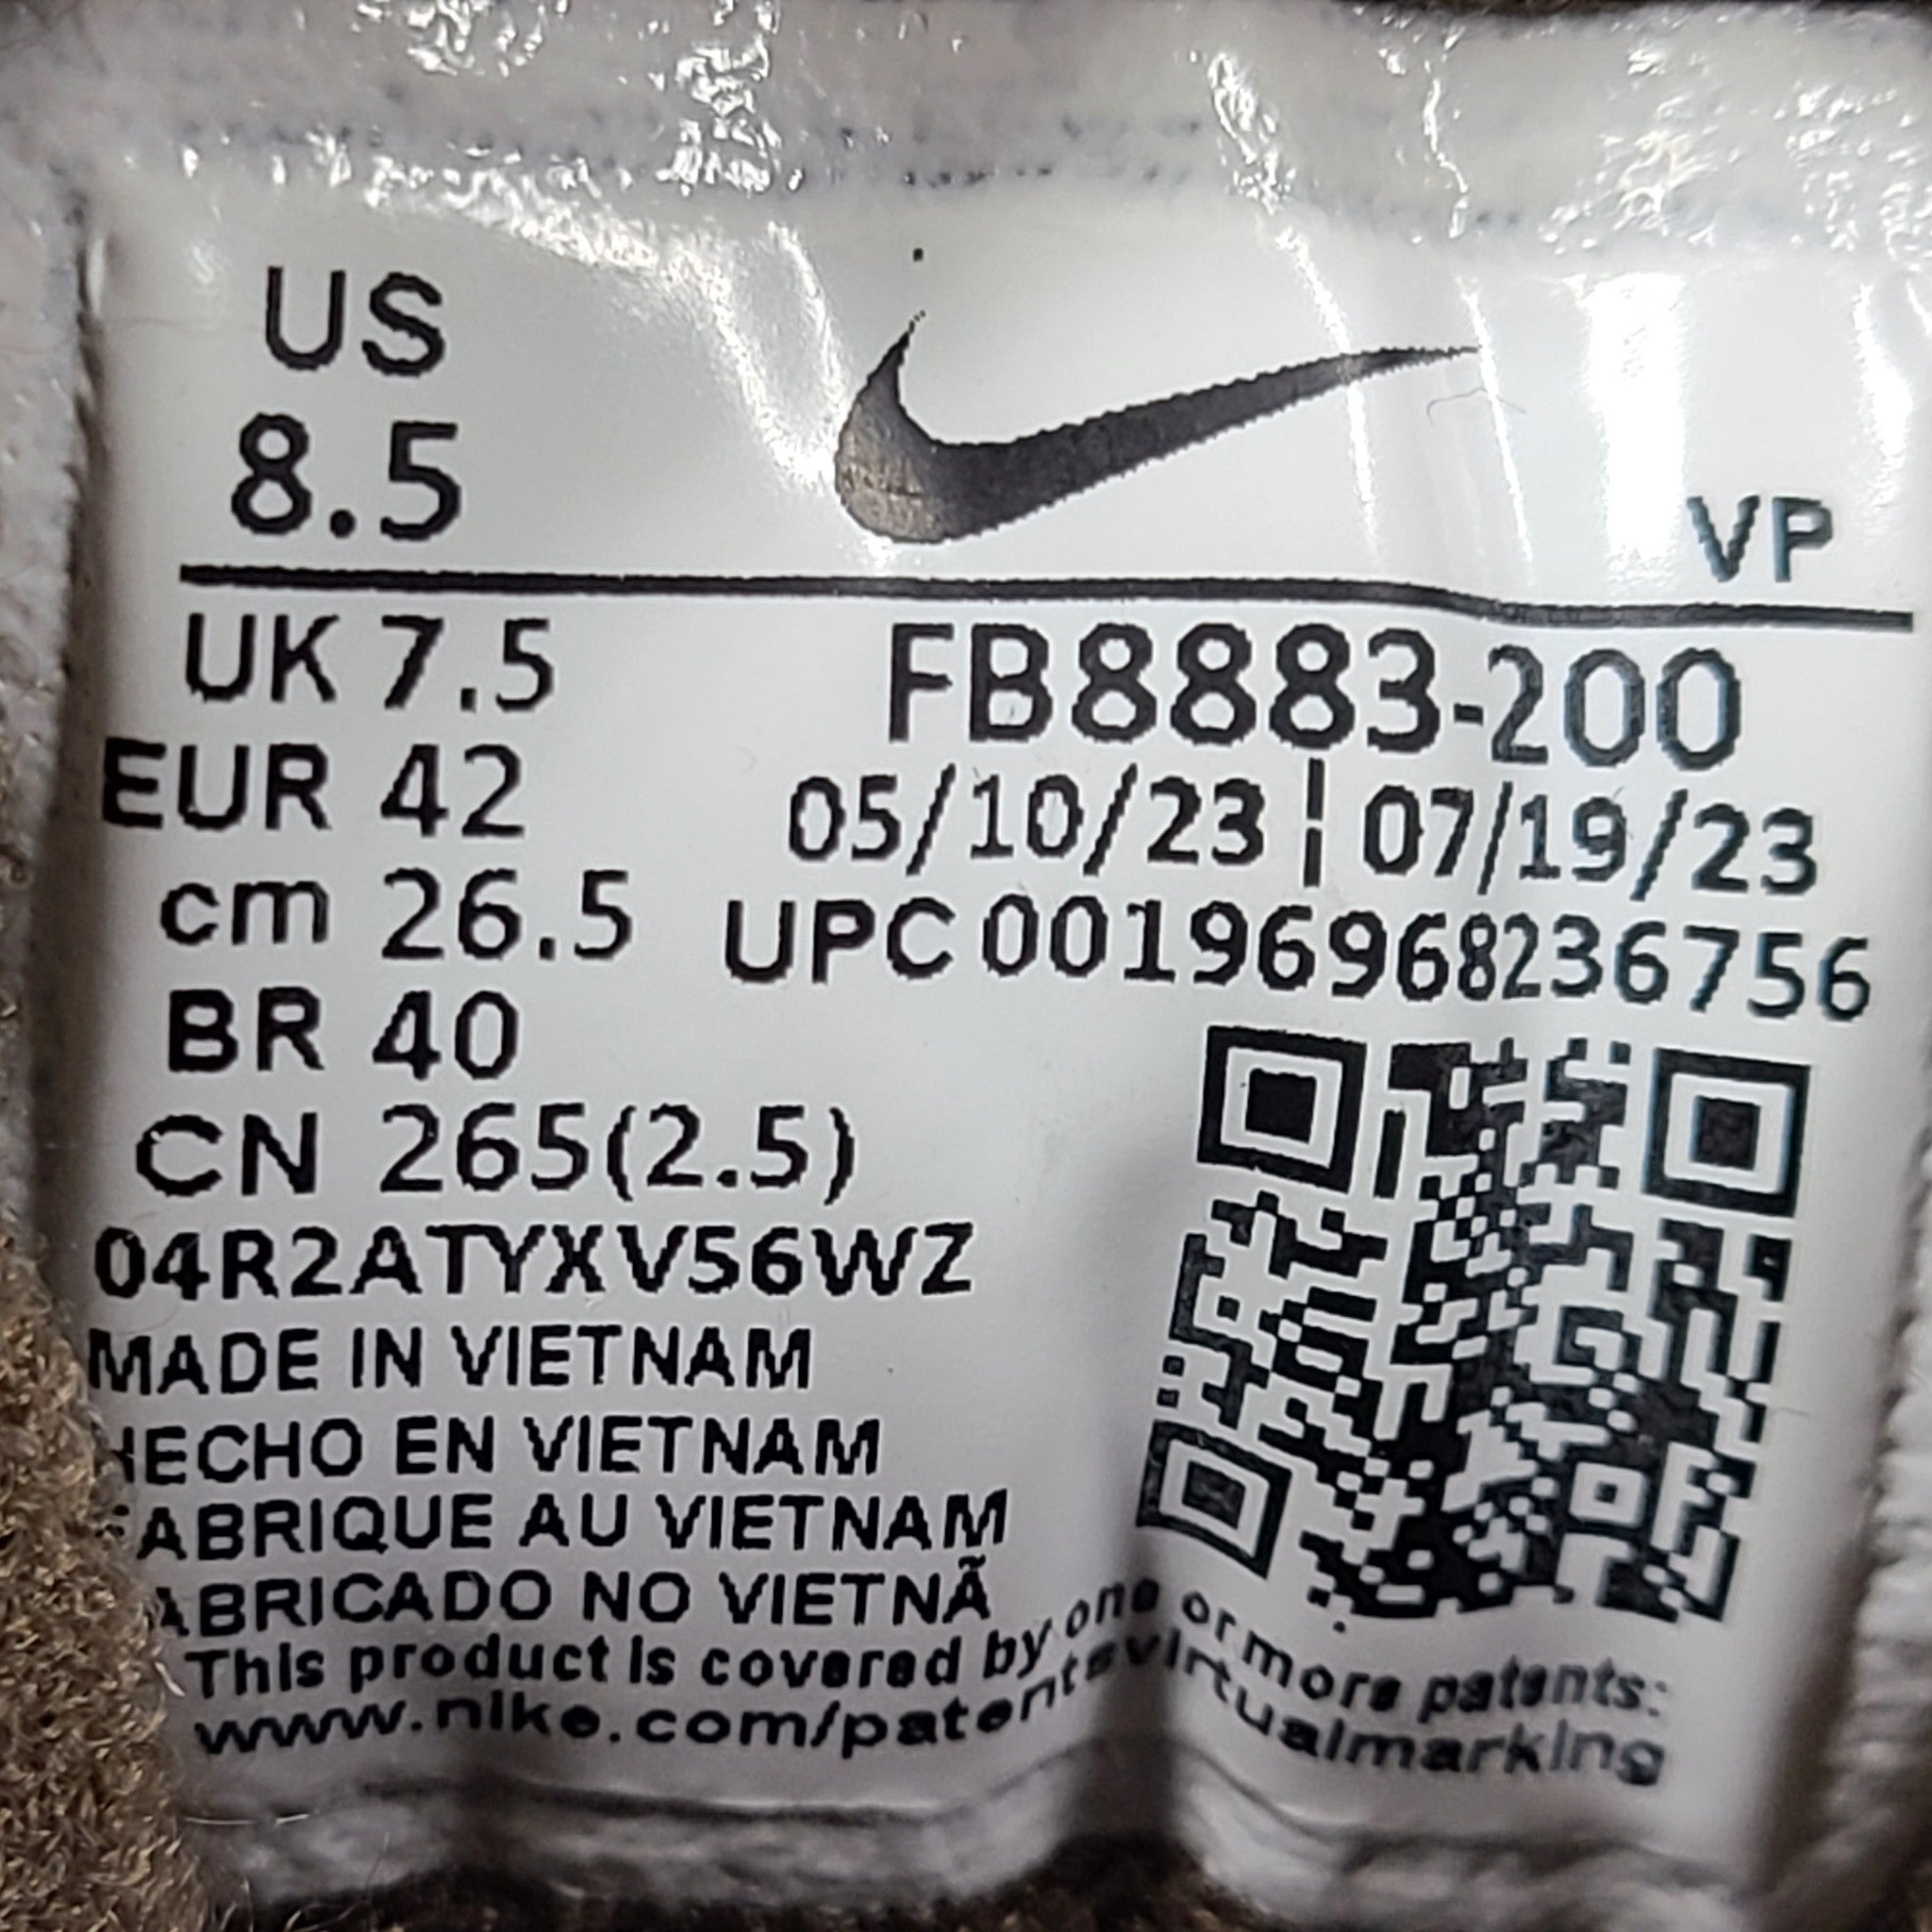 US
8.5
VP
UK 7.5
FB8883-200
EUR 42
05/10/23 | 07/19/23
cm 26.5
UPC 00196968236756
BR 40
CN 265(2.5)
04R2ATYXV56WZ
MADE IN VIETNAM
HECHO EN VIETNAM
FABRIQUE AU VIETNAM
FABRICADO NO VIETNÃ
This product is covered by one or more patents:
www.nike.com/patentsvirtualmarking